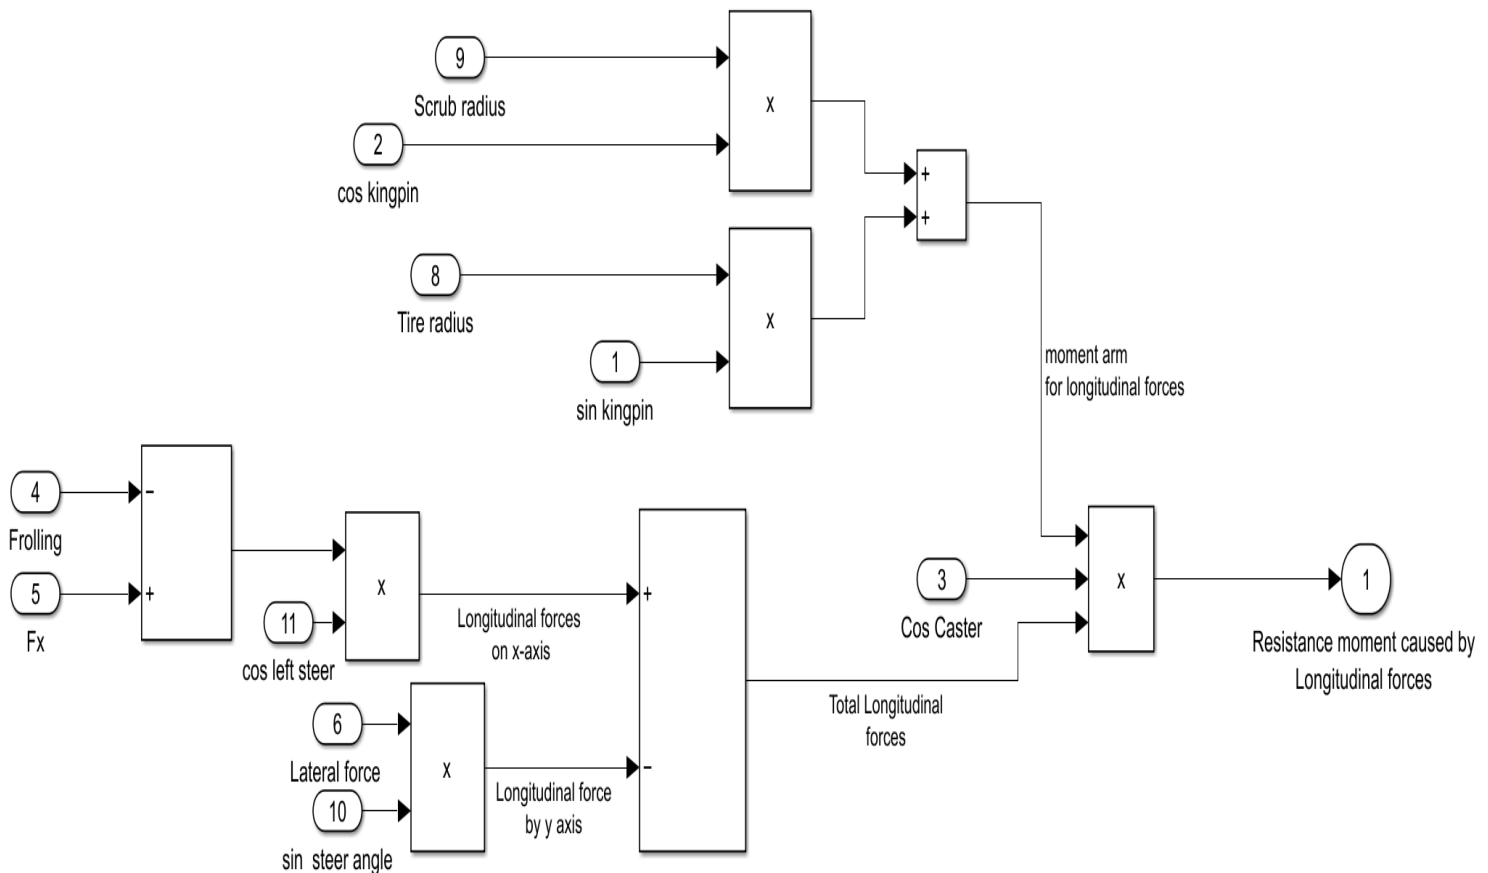 9
Scrub radius
2
cos kingpin
x
+
+
8
Tire radius
1
sin kingpin
x
moment arm
for longitudinal forces
4
Frolling
−
5
Fx
+
11
cos left steer
x
Longitudinal forces
on x-axis
+
6
Lateral force
10
sin  steer angle
x
Longitudinal force
by y axis
−
Total Longitudinal
forces
3
Cos Caster
x
1
Resistance moment caused by
Longitudinal forces